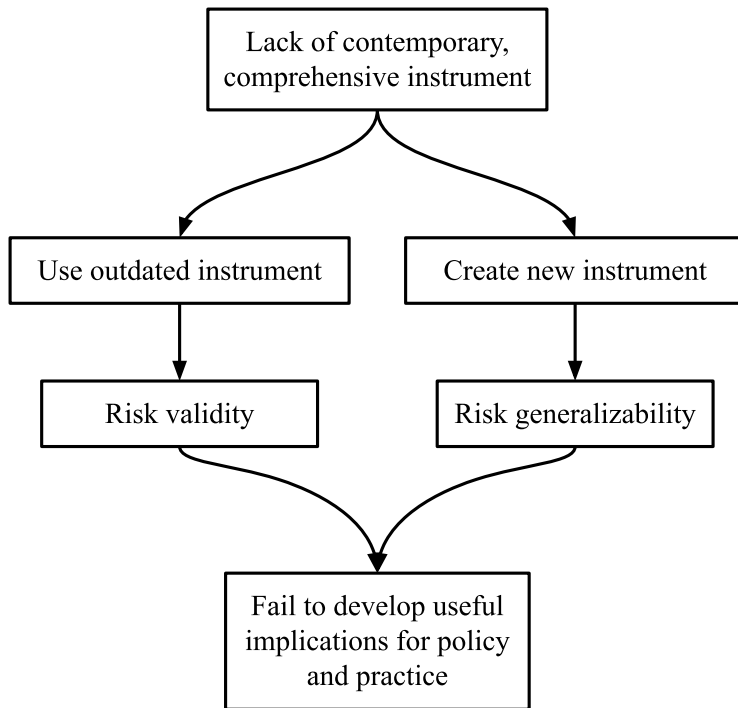 Lack of contemporary,
comprehensive instrument
Use outdated instrument
Create new instrument
Risk validity
Risk generalizability
Fail to develop useful
implications for policy
and practice